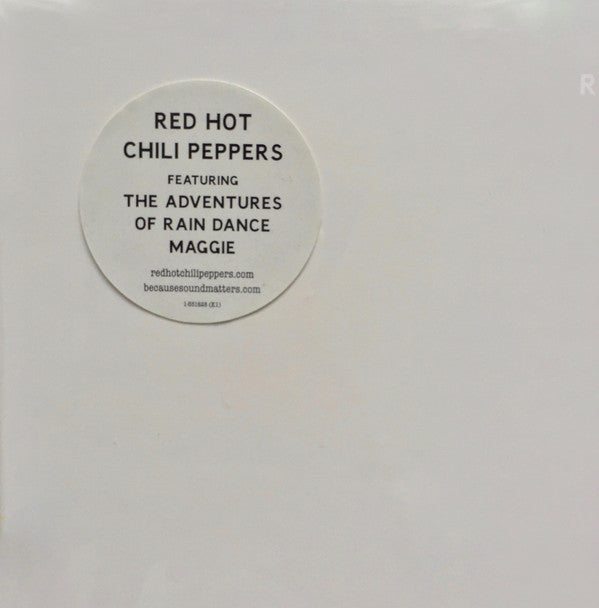 R
RED HOT
CHILI PEPPERS
FEATURING
THE ADVENTURES
OF RAIN DANCE
MAGGIE
redhotchilipeppers.com
becausesoundmatters.com